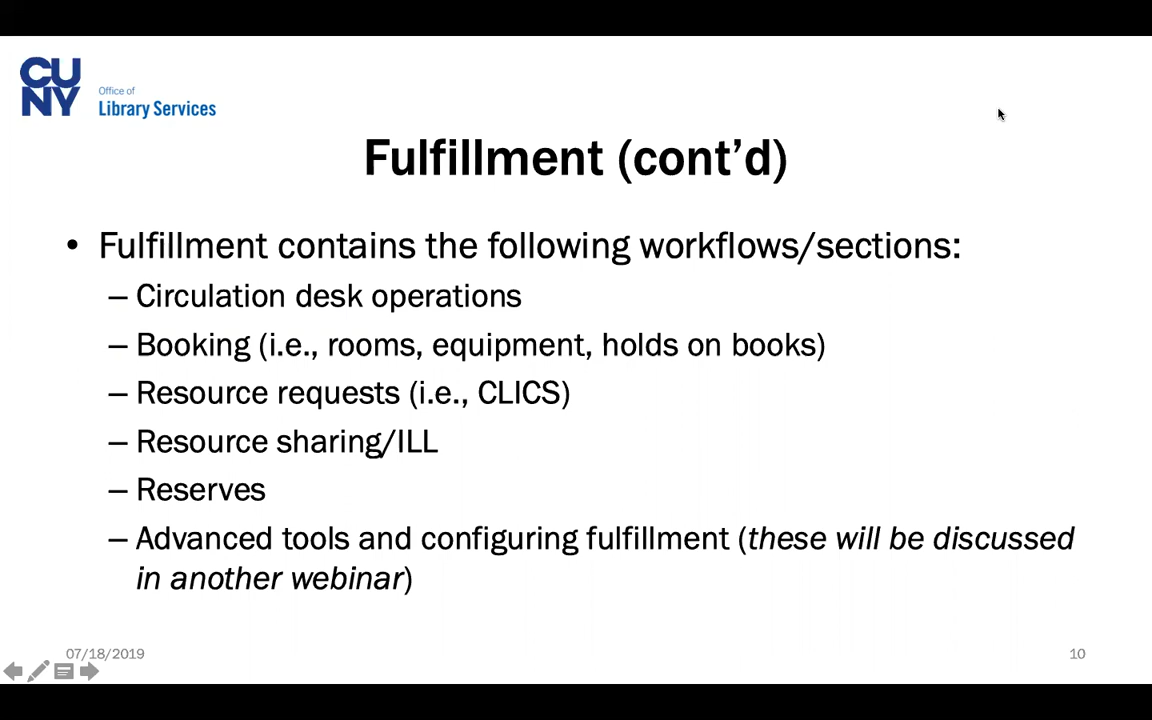 CU
NY
Office of
Library Services
Fulfillment (cont’d)
• Fulfillment contains the following workflows/sections:
– Circulation desk operations
– Booking (i.e., rooms, equipment, holds on books)
– Resource requests (i.e., CLICS)
– Resource sharing/ILL
– Reserves
– Advanced tools and configuring fulfillment (these will be discussed
in another webinar)
07/18/2019
10